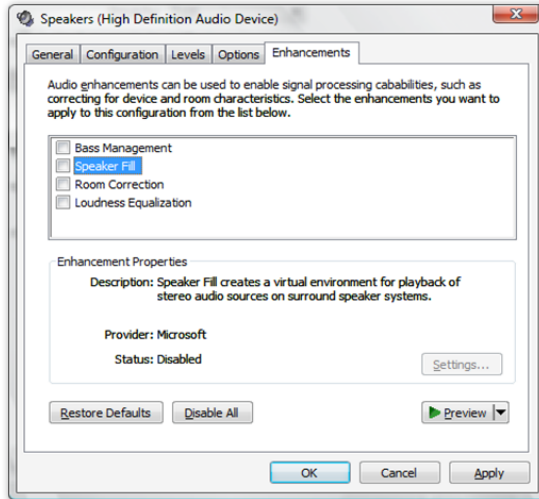 Speakers (High Definition Audio Device)
General Configuration Levels Options Enhancements
Audio enhancements can be used to enable signal processing cababilities, such as
correcting for device and room characteristics. Select the enhancements you want to
apply to this configuration from the list below.
Bass Management
Speaker Fill
Room Correction
Loudness Equalization
Enhancement Properties
Description: Speaker Fill creates a virtual environment for playback of
stereo audio sources on surround speaker systems.
Provider: Microsoft
Status: Disabled
Settings...
Restore Defaults Disable All Preview
OK Cancel Apply